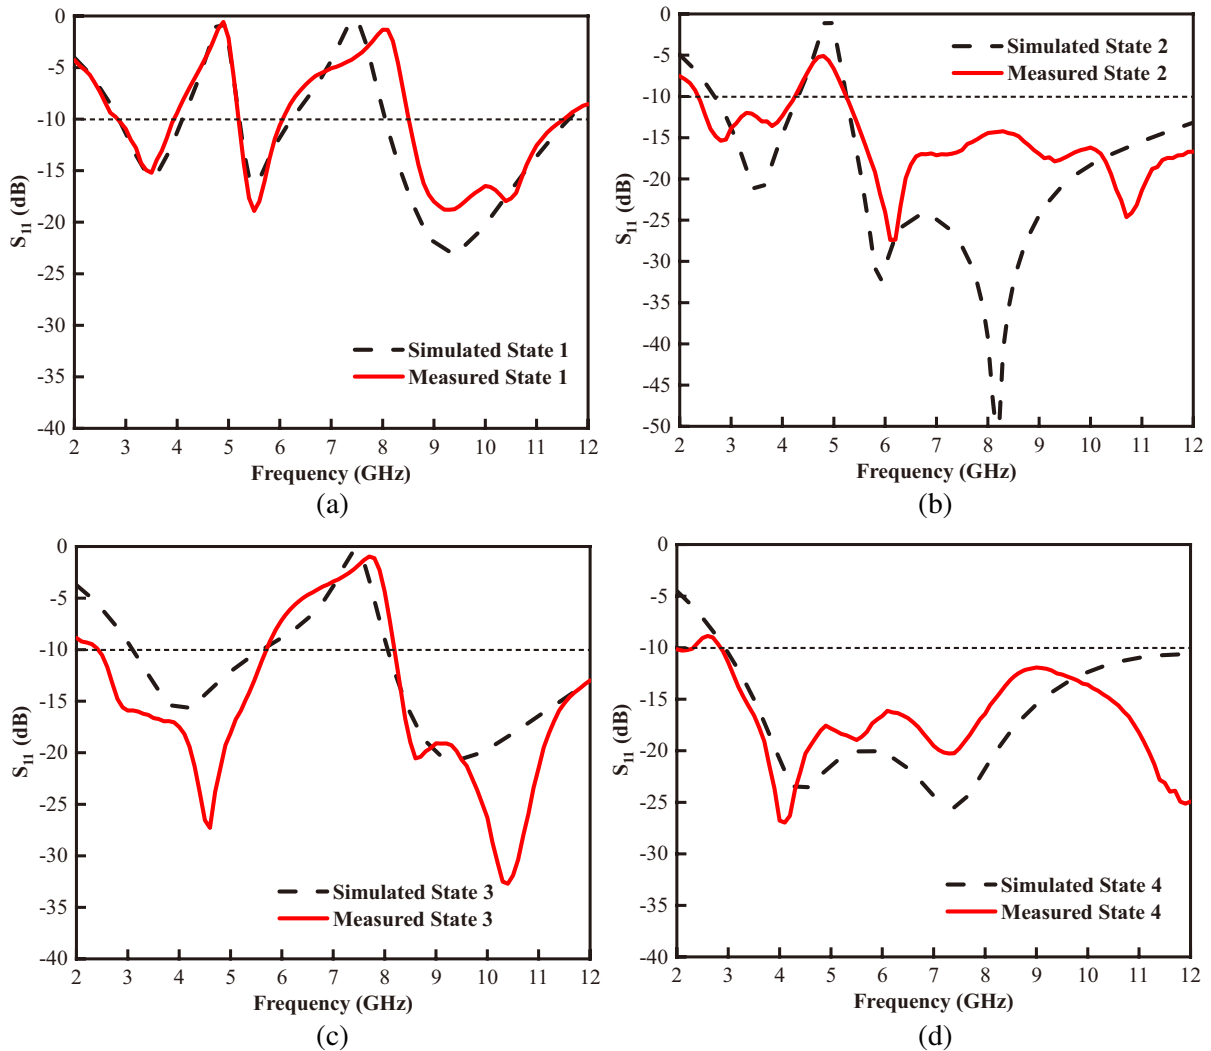 0
-5
-10
-15
-20
-25
-30
-35
-40
S11 (dB)
Simulated State 1
Measured State 1
2 3 4 5 6 7 8 9 10 11 12
Frequency (GHz)
(a)
0
-5
-10
-15
-20
-25
-30
-35
-40
-45
-50
S11 (dB)
Simulated State 2
Measured State 2
2 3 4 5 6 7 8 9 10 11 12
Frequency (GHz)
(b)
0
-5
-10
-15
-20
-25
-30
-35
-40
S11 (dB)
Simulated State 3
Measured State 3
2 3 4 5 6 7 8 9 10 11 12
Frequency (GHz)
(c)
0
-5
-10
-15
-20
-25
-30
-35
-40
S11 (dB)
Simulated State 4
Measured State 4
2 3 4 5 6 7 8 9 10 11 12
Frequency (GHz)
(d)